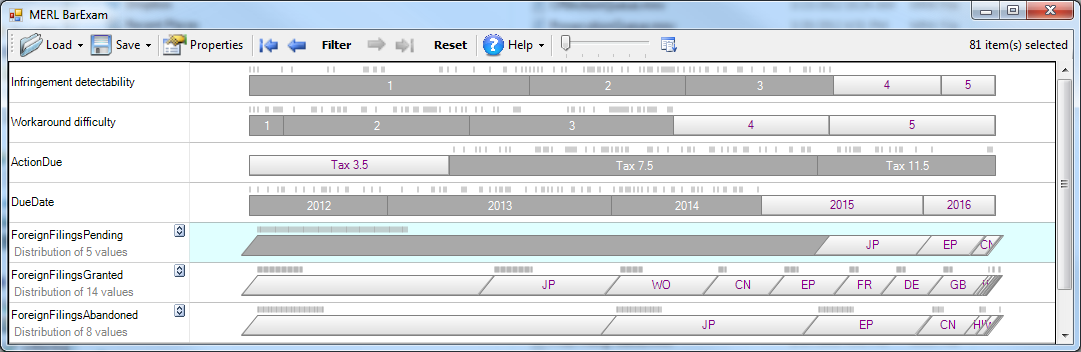 MERL BarExam
Load Save Properties Filter Reset Help 81 item(s) selected
Infringement detectability 1 2 3 4 5
Workaround difficulty 1 2 3 4 5
ActionDue Tax 3.5 Tax 7.5 Tax 11.5
DueDate 2012 2013 2014 2015 2016
ForeignFilingsPending
JP EP CN
Distribution of 5 values
ForeignFilingsGranted
JP WO CN EP FR DE GB
Distribution of 14 values
ForeignFilingsAbandoned
JP EP CN
Distribution of 8 values